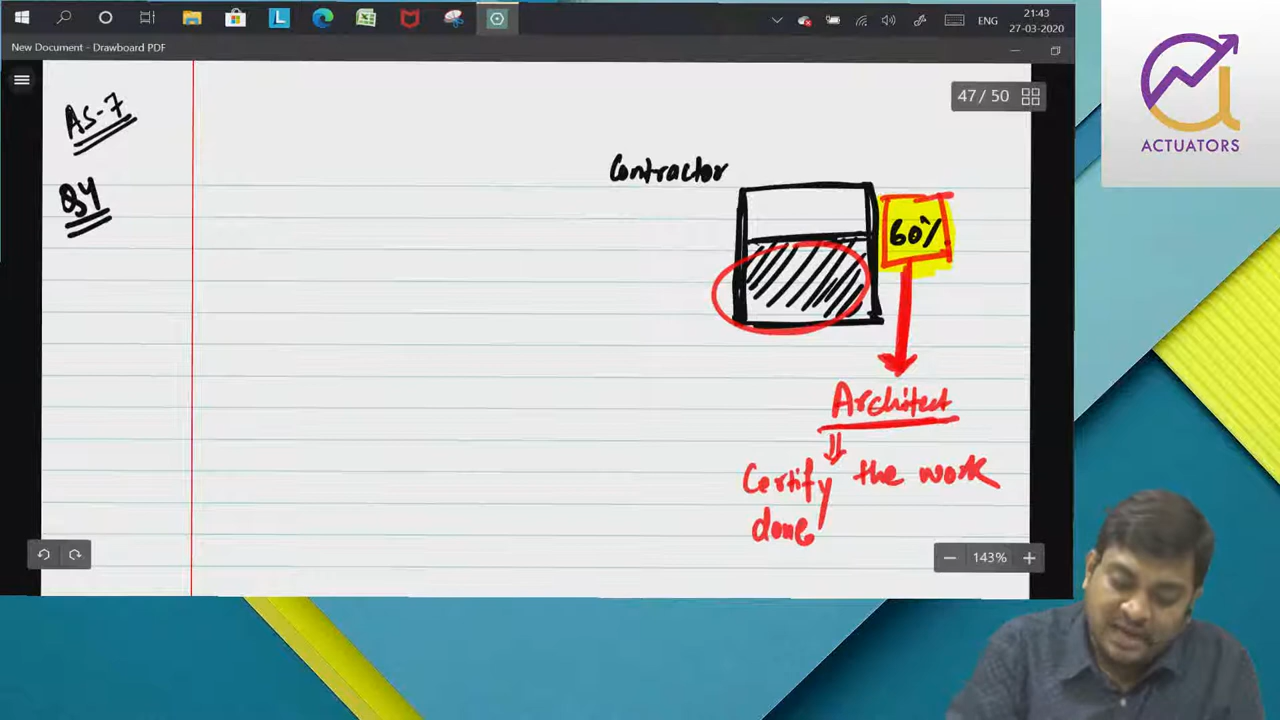 ENG
21:43
27-03-2020
New Document - Drawboard PDF
47 / 50
AS-7
Q4
Contractor
60%
Architect
Certify the work
done
143%
ACTUATORS